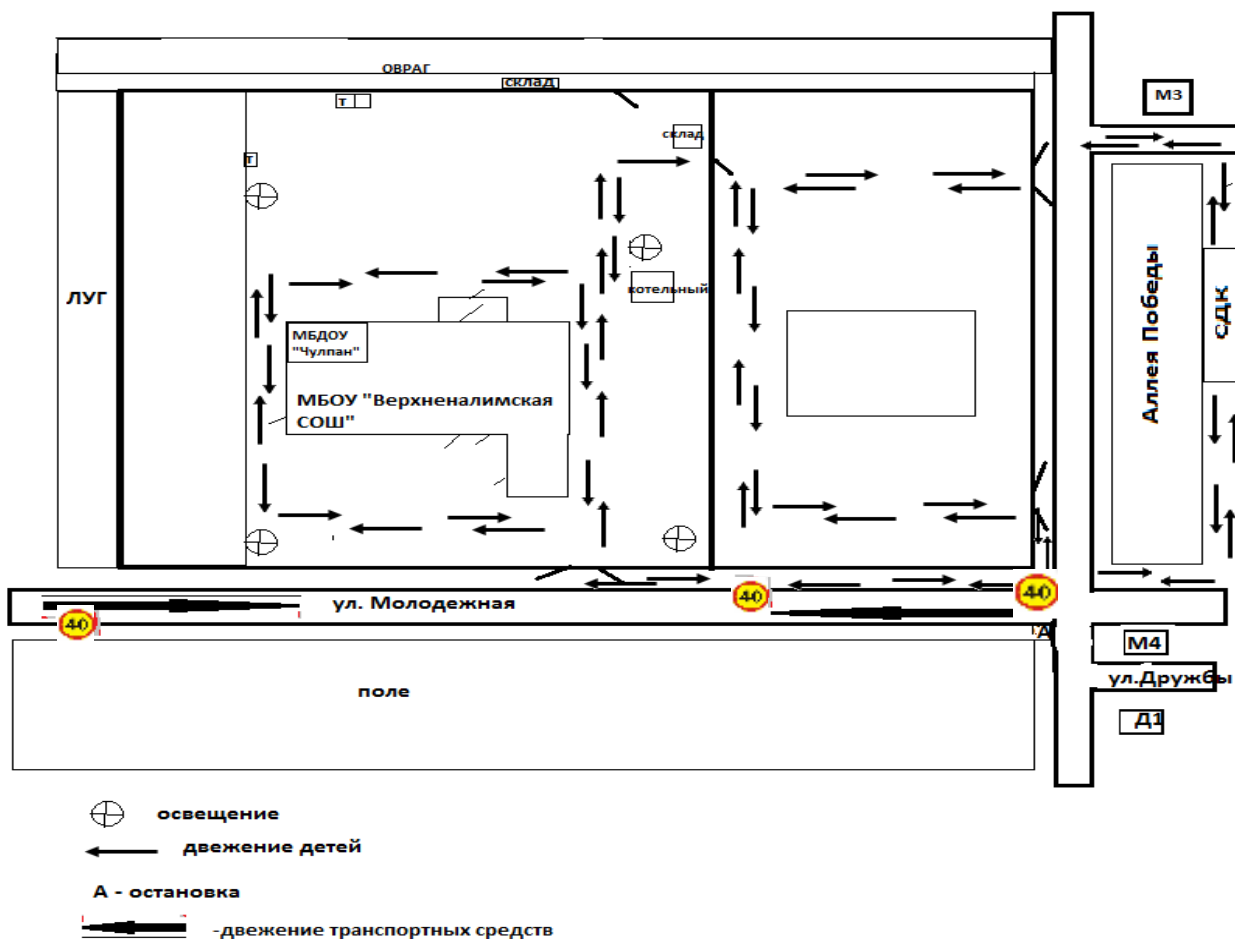 ОВРАГ
склад
М3
т
склад
т
ЛУГ
котельный
Аллея Победы
СДК
МБДОУ
"Чулпан"
МБОУ "Верхненалимская
СОШ"
40
40
40
ул. Молодежная
А
М4
поле
ул.Дружбы
Д1
освещение
двежение детей
А - остановка
-двежение транспортных средств